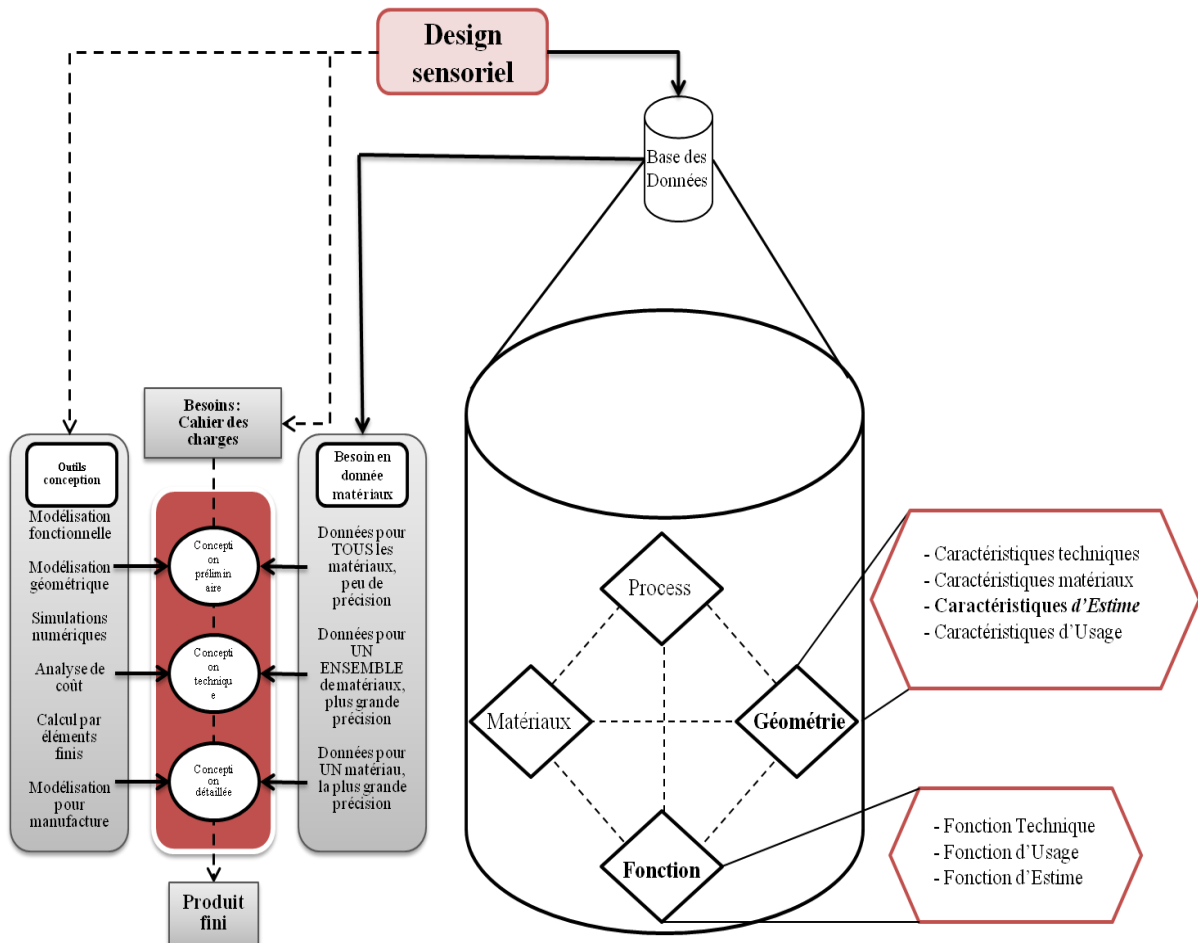 Design
sensoriel
Base des
Données
Besoins :
Cahier des
charges
Outils
conception
Modélisation
fonctionnelle
Modélisation
géométrique
Simulations
numériques
Analyse de
coût
Calcul par
éléments
finis
Modélisation
pour
manufacture
Concepti
on
prélimin
aire
Concepti
on
techniqu
e
Concepti
on
détaillée
Besoin en
donnée
matériaux
Données pour
TOUS les
matériaux,
peu de
précision
Données pour
UN
ENSEMBLE
de matériaux,
plus grande
précision
Données pour
UN matériau,
la plus grande
précision
Produit
fini
Process
Matériaux
Géométrie
Fonction
- Caractéristiques techniques
- Caractéristiques matériaux
- Caractéristiques d’Estime
- Caractéristiques d’Usage
- Fonction Technique
- Fonction d’Usage
- Fonction d’Estime